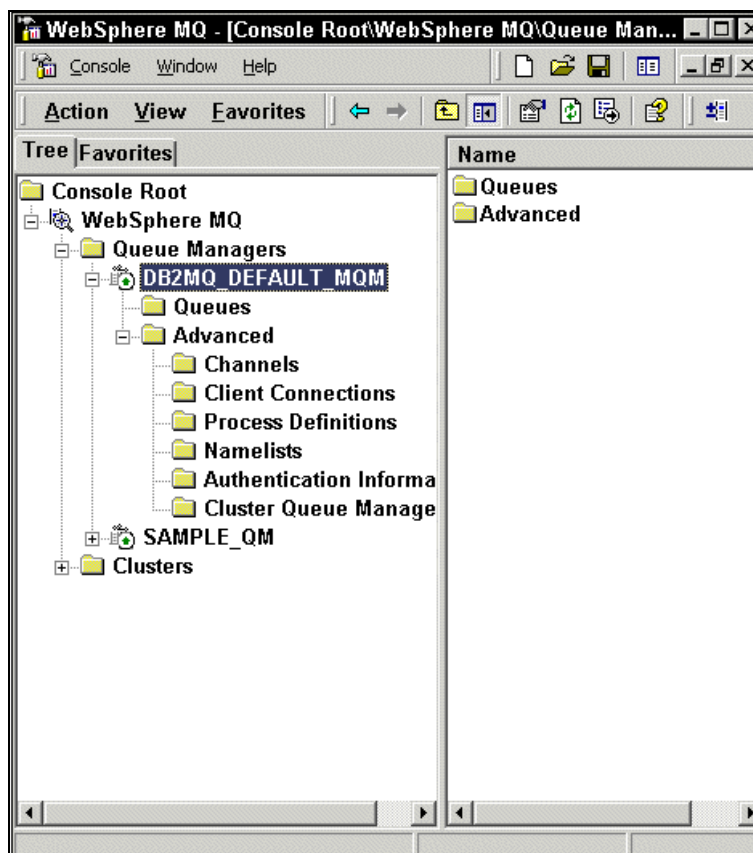 WebSphere MQ - [Console Root\WebSphere MQ\Queue Man...
Console Window Help
Action View Favorites
Tree Favorites
Name
Console Root
WebSphere MQ
Queue Managers
DB2MQ_DEFAULT_MQM
Queues
Advanced
Channels
Client Connections
Process Definitions
Namelists
Authentication Informa
Cluster Queue Manage
SAMPLE_QM
Clusters
Queues
Advanced